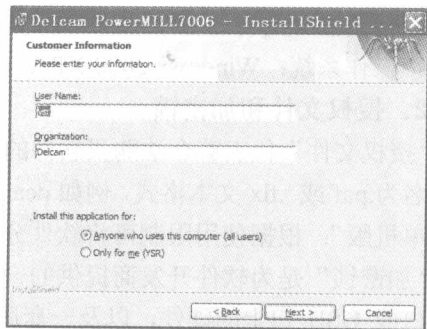 Delcam PowerMILL7006 - InstallShield ...
Customer Information
Please enter your information.
User Name:
Organization:
Delcam
Install this application for:
Anyone who uses this computer (all users)
Only for me (YSR)
InstallShield
< Back
Next >
Cancel